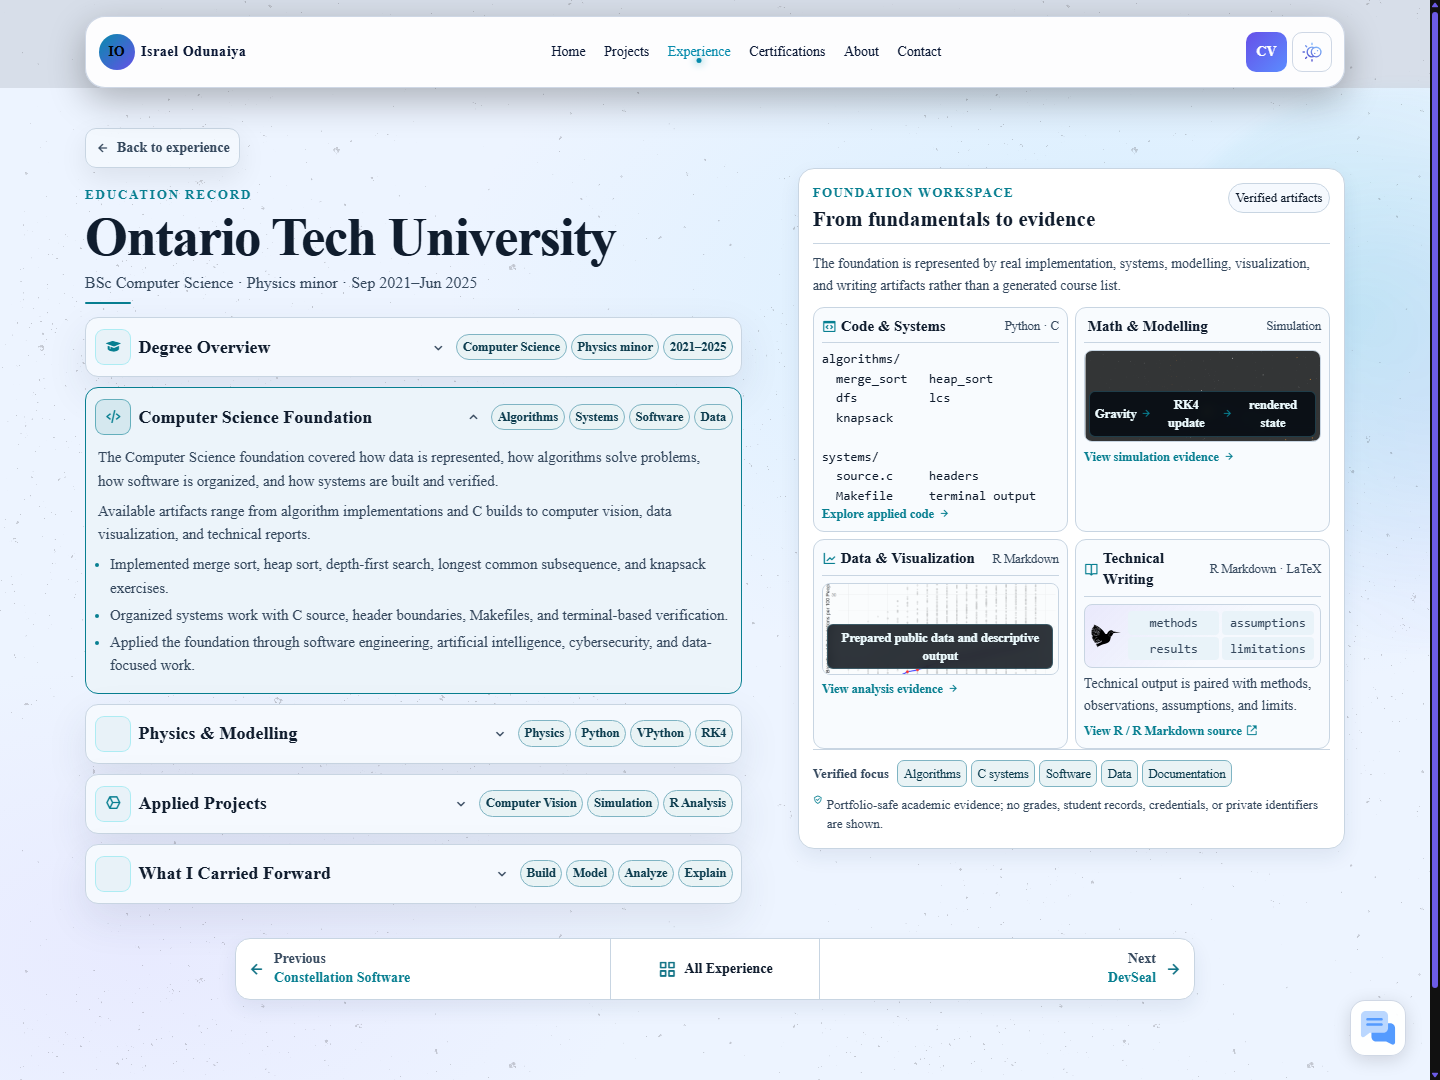 IO Israel Odunaiya
Home Projects Experience Certifications About Contact
CV
Back to experience
EDUCATION RECORD
Ontario Tech University
BSc Computer Science · Physics minor · Sep 2021–Jun 2025
Degree Overview
Computer Science Physics minor 2021–2025
Computer Science Foundation
Algorithms Systems Software Data
The Computer Science foundation covered how data is represented, how algorithms solve problems,
how software is organized, and how systems are built and verified.
Available artifacts range from algorithm implementations and C builds to computer vision, data
visualization, and technical reports.
• Implemented merge sort, heap sort, depth-first search, longest common subsequence, and knapsack
exercises.
• Organized systems work with C source, header boundaries, Makefiles, and terminal-based verification.
• Applied the foundation through software engineering, artificial intelligence, cybersecurity, and data-
focused work.
Physics & Modelling
Physics Python VPython RK4
Applied Projects
Computer Vision Simulation R Analysis
What I Carried Forward
Build Model Analyze Explain
FOUNDATION WORKSPACE
From fundamentals to evidence
Verified artifacts
The foundation is represented by real implementation, systems, modelling, visualization,
and writing artifacts rather than a generated course list.
Code & Systems Python · C
algorithms/
merge_sort heap_sort
dfs lcs
knapsack
systems/
source.c headers
Makefile terminal output
Explore applied code →
Math & Modelling Simulation
Gravity → RK4 update → rendered state
View simulation evidence →
Data & Visualization R Markdown
Prepared public data and descriptive
output
View analysis evidence →
Technical Writing R Markdown · LaTeX
methods assumptions
results limitations
Technical output is paired with methods,
observations, assumptions, and limits.
View R / R Markdown source
Verified focus Algorithms C systems Software Data Documentation
Portfolio-safe academic evidence; no grades, student records, credentials, or private identifiers
are shown.
Previous
Constellation Software
All Experience
Next
DevSeal